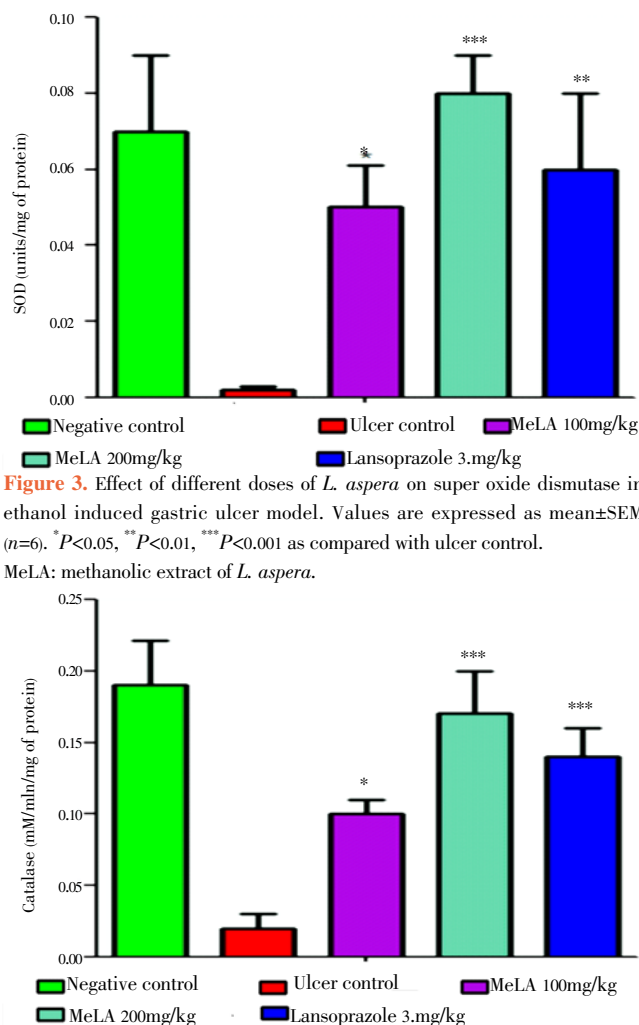 0.10
***
**
0.08
*
0.06
SOD (units/mg of protein)
0.04
0.02
0.00
Negative control
Ulcer control
MeLA 100mg/kg
MeLA 200mg/kg
Lansoprazole 3.mg/kg
Figure 3. Effect of different doses of L. aspera on super oxide dismutase in
ethanol induced gastric ulcer model. Values are expressed as mean±SEM
(n=6). *P<0.05, **P<0.01, ***P<0.001 as compared with ulcer control.
MeLA: methanolic extract of L. aspera.
0.25
***
0.20
***
0.15
*
Catalase (mM/mln/mg of protein)
0.10
0.05
0.00
Negative control
Ulcer control
MeLA 100mg/kg
MeLA 200mg/kg
Lansoprazole 3.mg/kg